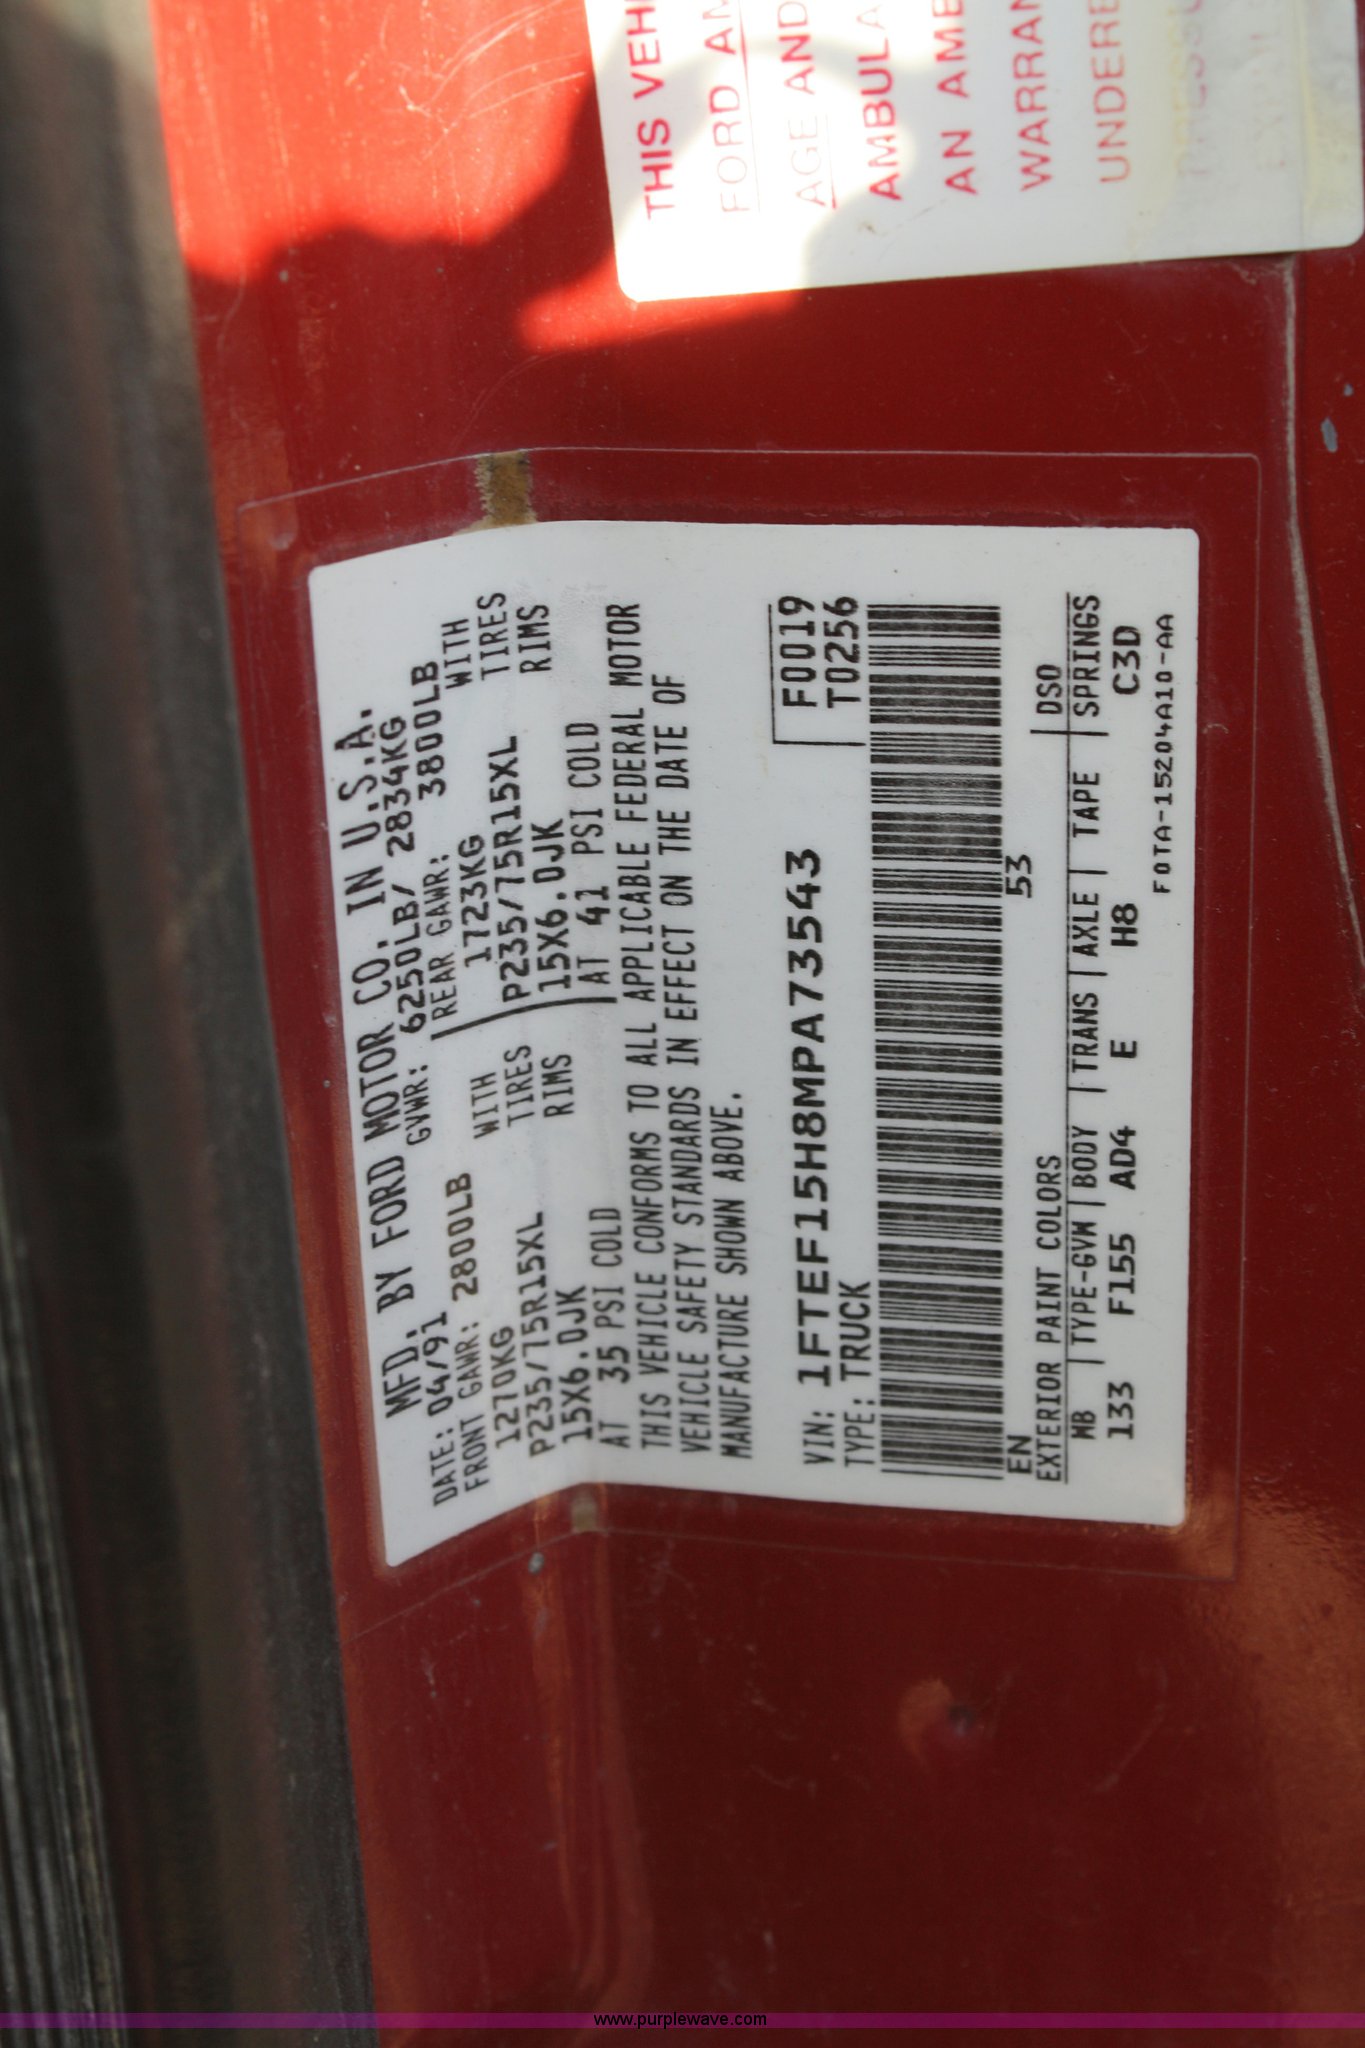 MFD. BY FORD MOTOR CO. IN U.S.A.
DATE: 04/91 GVWR: 6250LB/ 2834KG
FRONT GAWR: 2800LB REAR GAWR: 3800LB
1270KG WITH 1723KG WITH
P235/75R15XL TIRES P235/75R15XL TIRES
15X6.0JK RIMS 15X6.0JK RIMS
AT 35 PSI COLD AT 41 PSI COLD
THIS VEHICLE CONFORMS TO ALL APPLICABLE FEDERAL MOTOR
VEHICLE SAFETY STANDARDS IN EFFECT ON THE DATE OF
MANUFACTURE SHOWN ABOVE.
F0019
VIN: 1FTEF15H8MPA73543 T0256
TYPE: TRUCK
EN 53
EXTERIOR PAINT COLORS DSO
WB TYPE-GVW BODY TRANS AXLE TAPE SPRINGS
133 F155 AD4 E H8 C3D
F0TA-15204A10-AA
THIS VEHI
FORD AM
AGE AND
AMBULA
AN AMB
WARRAN
UNDERE
www.purplewave.com